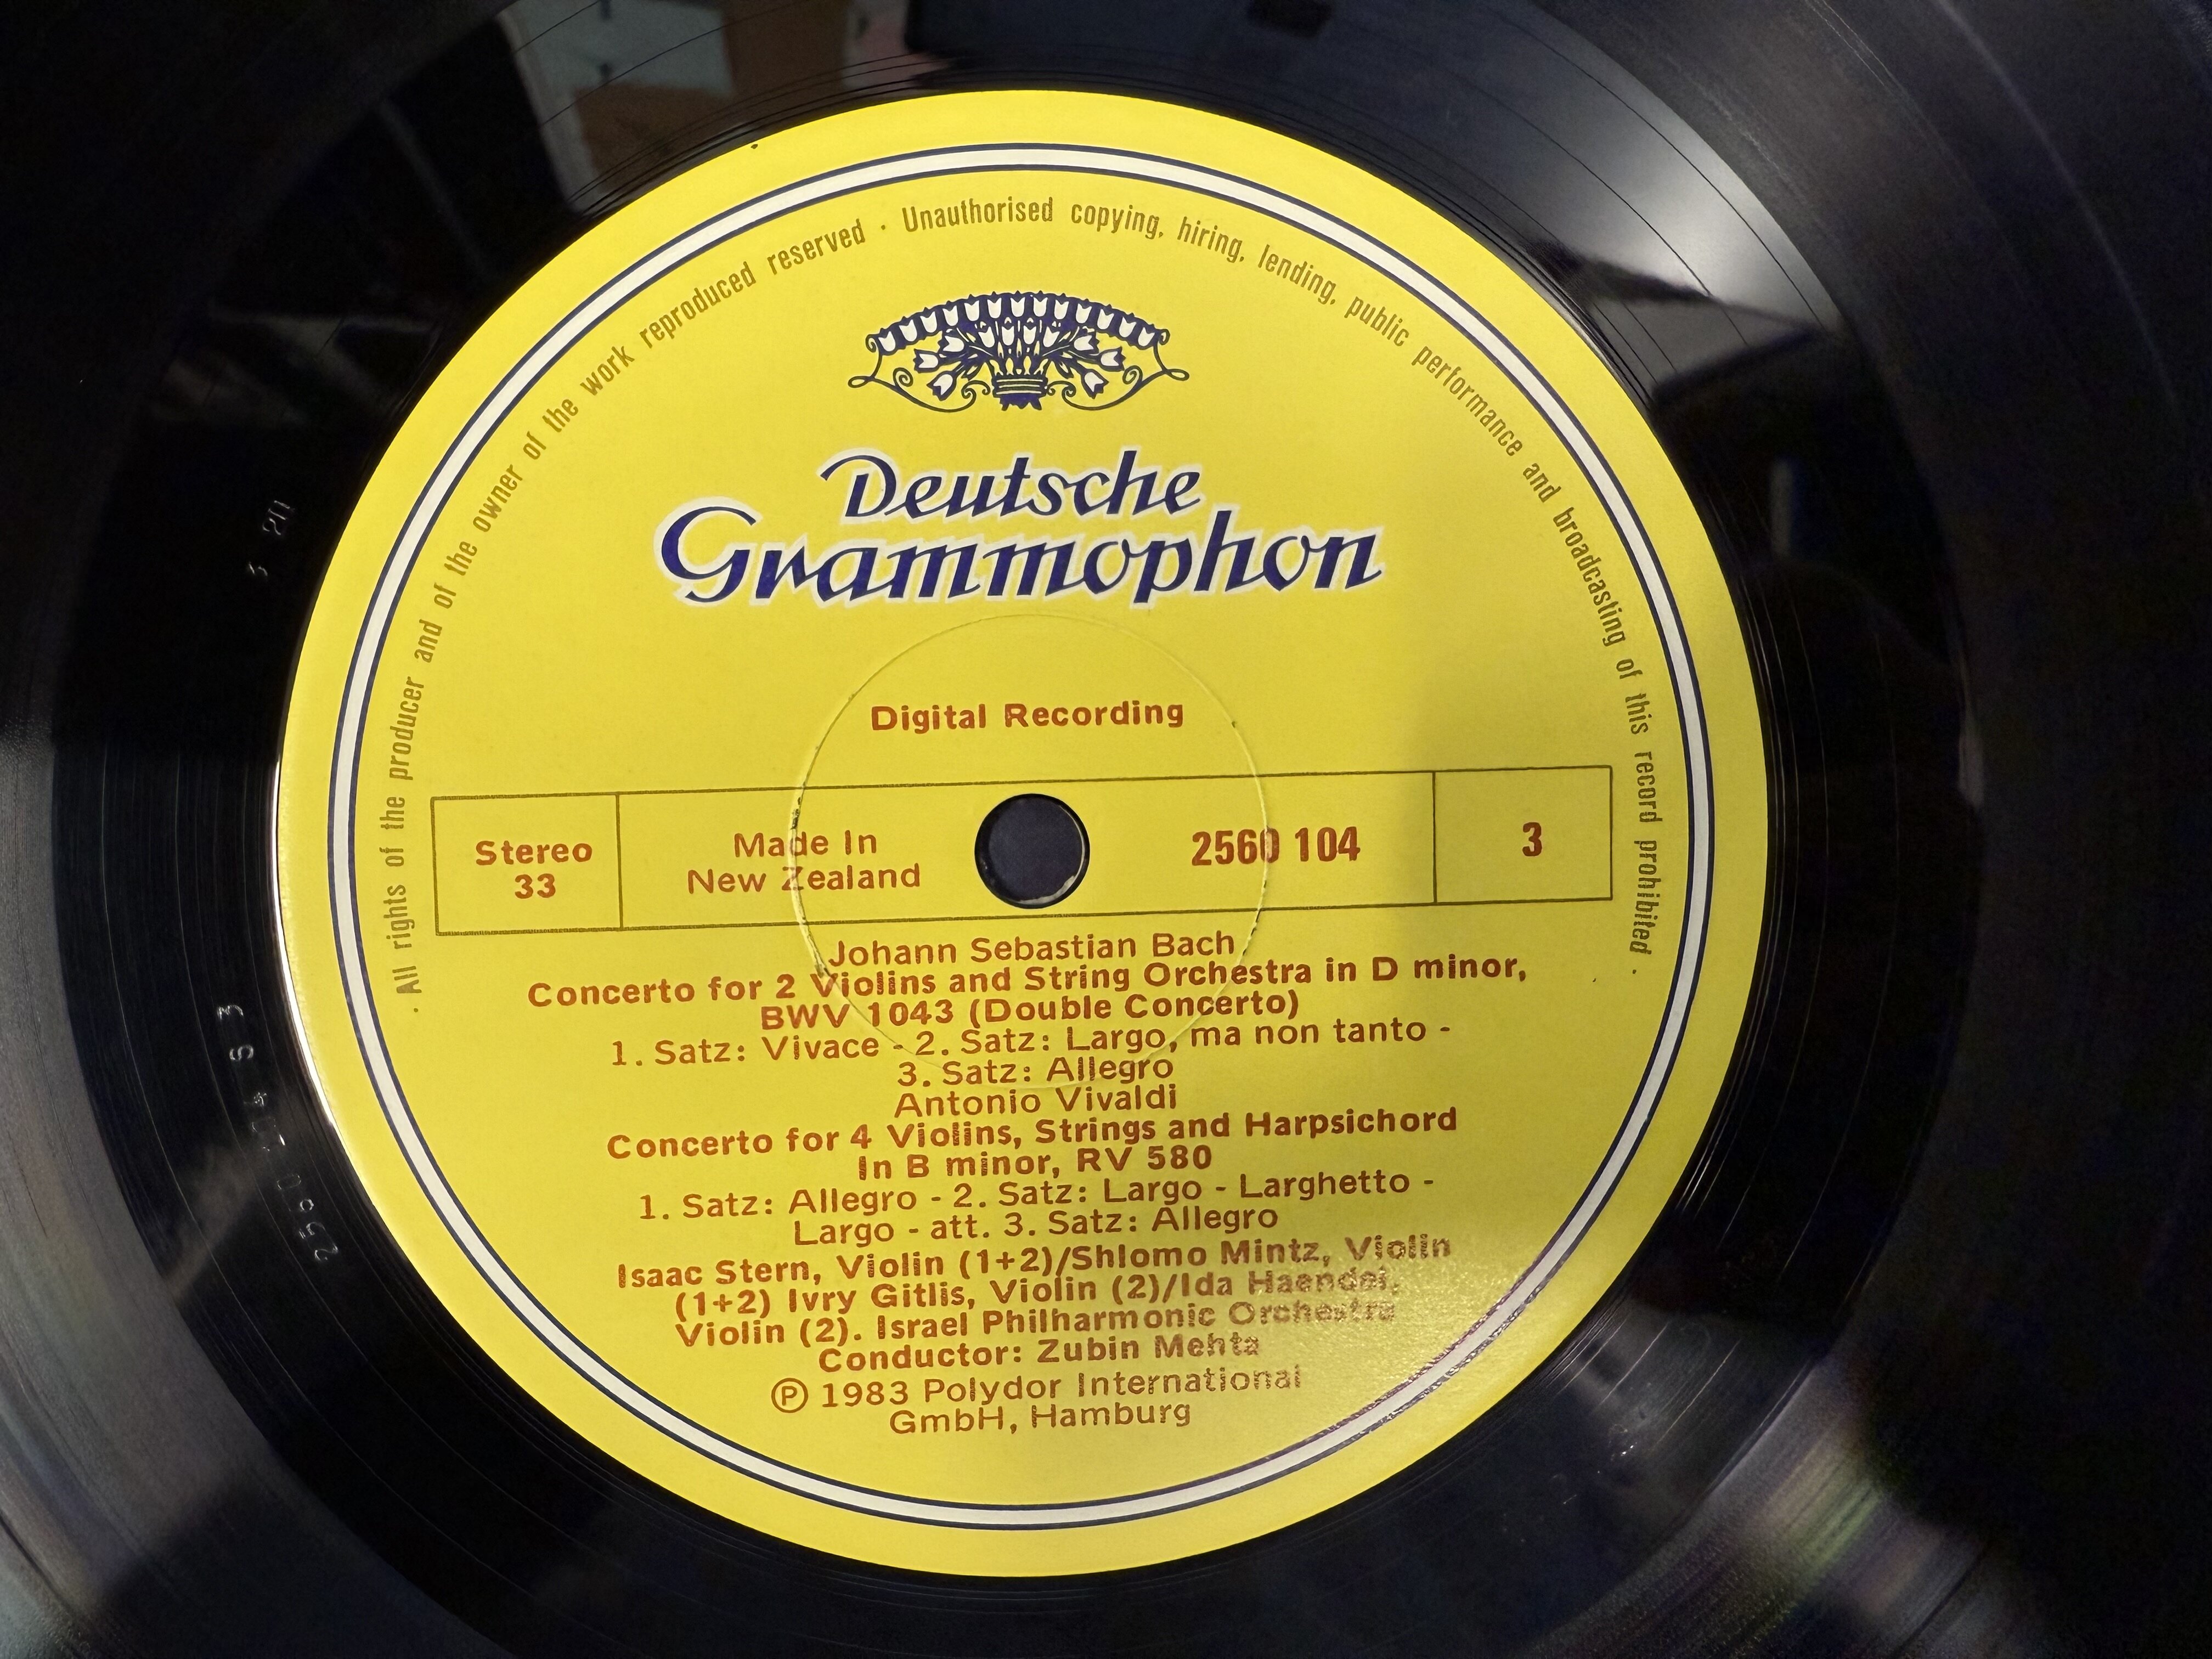 . All rights of the producer and of the owner of the work reproduced reserved · Unauthorised copying, hiring, lending, public performance and broadcasting of this record prohibited .
Deutsche
Grammophon
Digital Recording
Stereo
33
Made In
New Zealand
2560 104
3
Johann Sebastian Bach
Concerto for 2 Violins and String Orchestra in D minor,
BWV 1043 (Double Concerto)
1. Satz: Vivace - 2. Satz: Largo, ma non tanto -
3. Satz: Allegro
Antonio Vivaldi
Concerto for 4 Violins, Strings and Harpsichord
In B minor, RV 580
1. Satz: Allegro - 2. Satz: Largo - Larghetto -
Largo - att. 3. Satz: Allegro
Isaac Stern, Violin (1+2)/Shlomo Mintz, Violin
(1+2) Ivry Gitlis, Violin (2)/Ida Haendel,
Violin (2). Israel Philharmonic Orchestra
Conductor: Zubin Mehta
℗ 1983 Polydor International
GmbH, Hamburg
S 3